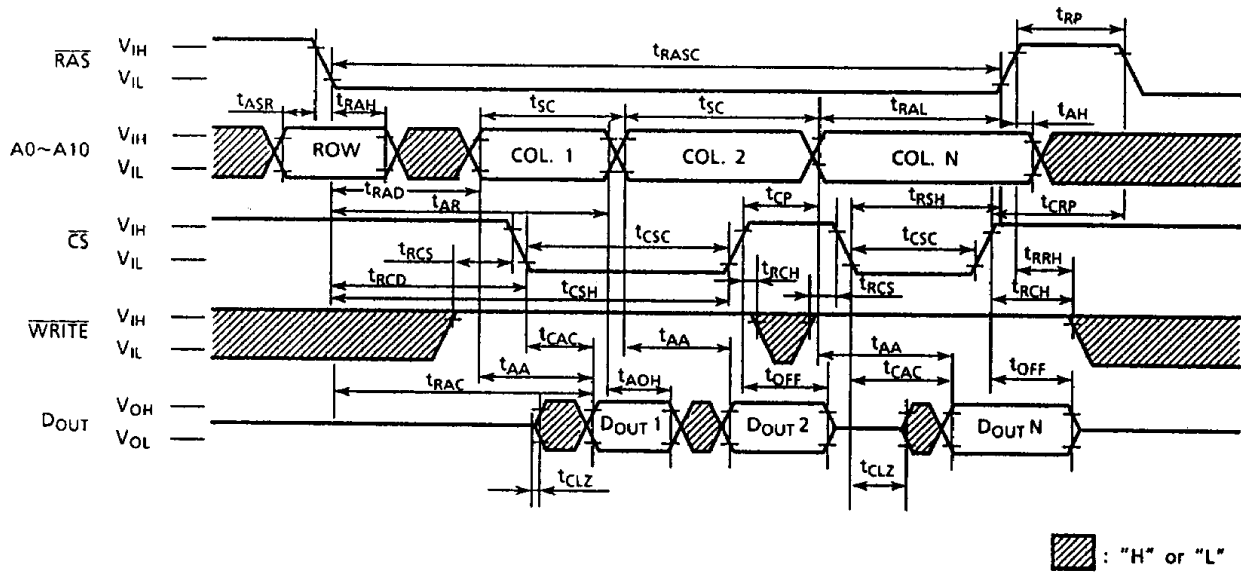 tRP
RAS VIH
tRASC
VIL
tASR tRAH tSC tSC tRAL tAH
A0~A10 VIH
VIL
ROW COL. 1 COL. 2 COL. N
tRAD
tAR tCP tRSH tCRP
CS VIH
VIL
tCSC tCSC
tRCS tRCH tRRH
tRCD tCSH tRCS tRCH
WRITE VIH
VIL
tCAC tAA tAA
tAA tAOH tOFF tCAC tOFF
tRAC
DOUT VOH
VOL
DOUT 1 DOUT 2 DOUT N
tCLZ tCLZ
: "H" or "L"